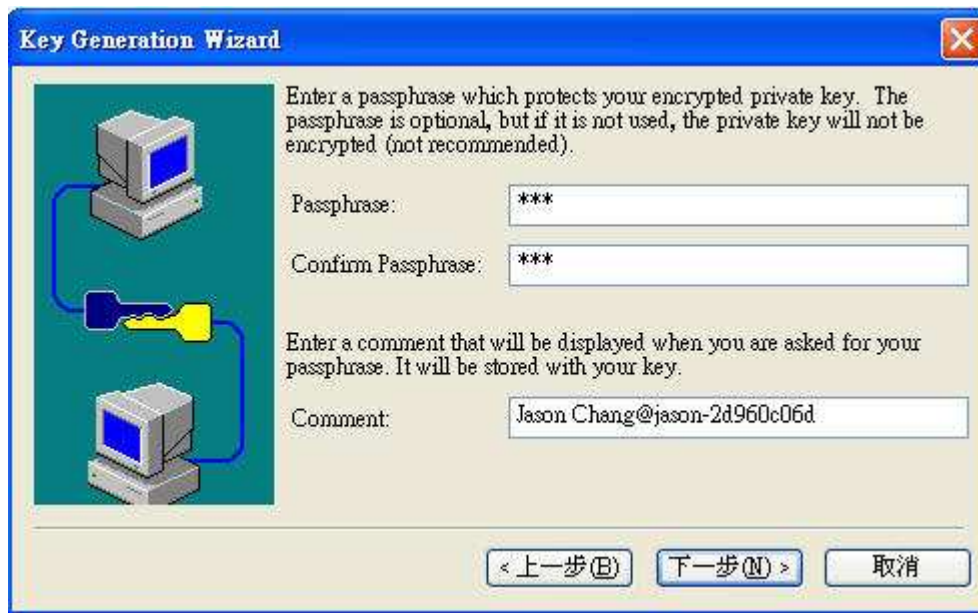 Key Generation Wizard
Enter a passphrase which protects your encrypted private key. The
passphrase is optional, but if it is not used, the private key will not be
encrypted (not recommended).
Passphrase: ***
Confirm Passphrase: ***
Enter a comment that will be displayed when you are asked for your
passphrase. It will be stored with your key.
Comment: Jason Chang@jason-2d960c06d
< 上一步(B) 下一步(N) > 取消